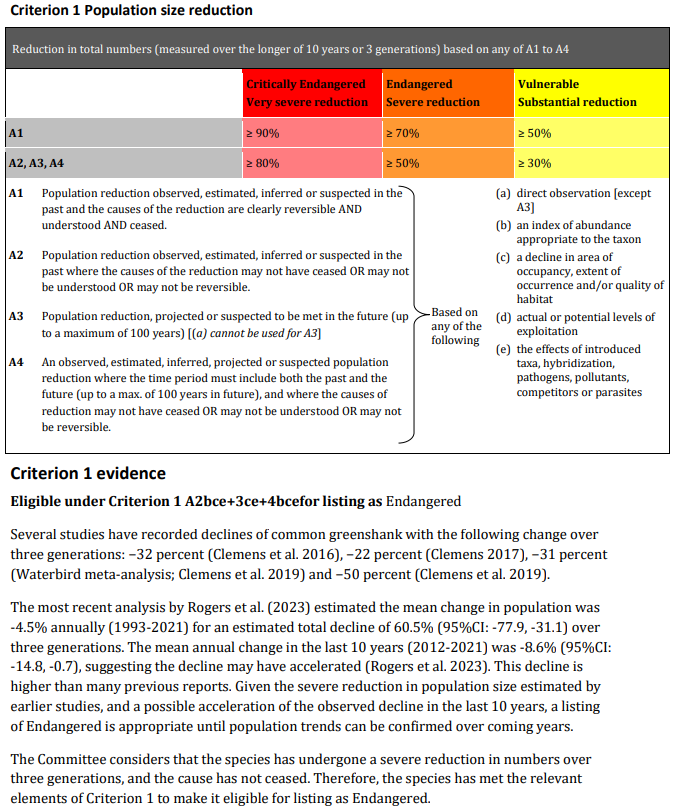 Criterion 1 Population size reduction
Reduction in total numbers (measured over the longer of 10 years or 3 generations) based on any of A1 to A4
Critically Endangered
Very severe reduction
Endangered
Severe reduction
Vulnerable
Substantial reduction
A1
≥ 90%
≥ 70%
≥ 50%
A2, A3, A4
≥ 80%
≥ 50%
≥ 30%
A1 Population reduction observed, estimated, inferred or suspected in the
past and the causes of the reduction are clearly reversible AND
understood AND ceased.
A2 Population reduction observed, estimated, inferred or suspected in the
past where the causes of the reduction may not have ceased OR may not
be understood OR may not be reversible.
A3 Population reduction, projected or suspected to be met in the future (up
to a maximum of 100 years) [(a) cannot be used for A3]
A4 An observed, estimated, inferred, projected or suspected population
reduction where the time period must include both the past and the
future (up to a max. of 100 years in future), and where the causes of
reduction may not have ceased OR may not be understood OR may not
be reversible.
Based on
any of the
following
(a) direct observation [except
A3]
(b) an index of abundance
appropriate to the taxon
(c) a decline in area of
occupancy, extent of
occurrence and/or quality of
habitat
(d) actual or potential levels of
exploitation
(e) the effects of introduced
taxa, hybridization,
pathogens, pollutants,
competitors or parasites
Criterion 1 evidence
Eligible under Criterion 1 A2bce+3ce+4bcefor listing as Endangered
Several studies have recorded declines of common greenshank with the following change over
three generations: −32 percent (Clemens et al. 2016), −22 percent (Clemens 2017), −31 percent
(Waterbird meta-analysis; Clemens et al. 2019) and −50 percent (Clemens et al. 2019).
The most recent analysis by Rogers et al. (2023) estimated the mean change in population was
-4.5% annually (1993-2021) for an estimated total decline of 60.5% (95%CI: -77.9, -31.1) over
three generations. The mean annual change in the last 10 years (2012-2021) was -8.6% (95%CI:
-14.8, -0.7), suggesting the decline may have accelerated (Rogers et al. 2023). This decline is
higher than many previous reports. Given the severe reduction in population size estimated by
earlier studies, and a possible acceleration of the observed decline in the last 10 years, a listing
of Endangered is appropriate until population trends can be confirmed over coming years.
The Committee considers that the species has undergone a severe reduction in numbers over
three generations, and the cause has not ceased. Therefore, the species has met the relevant
elements of Criterion 1 to make it eligible for listing as Endangered.